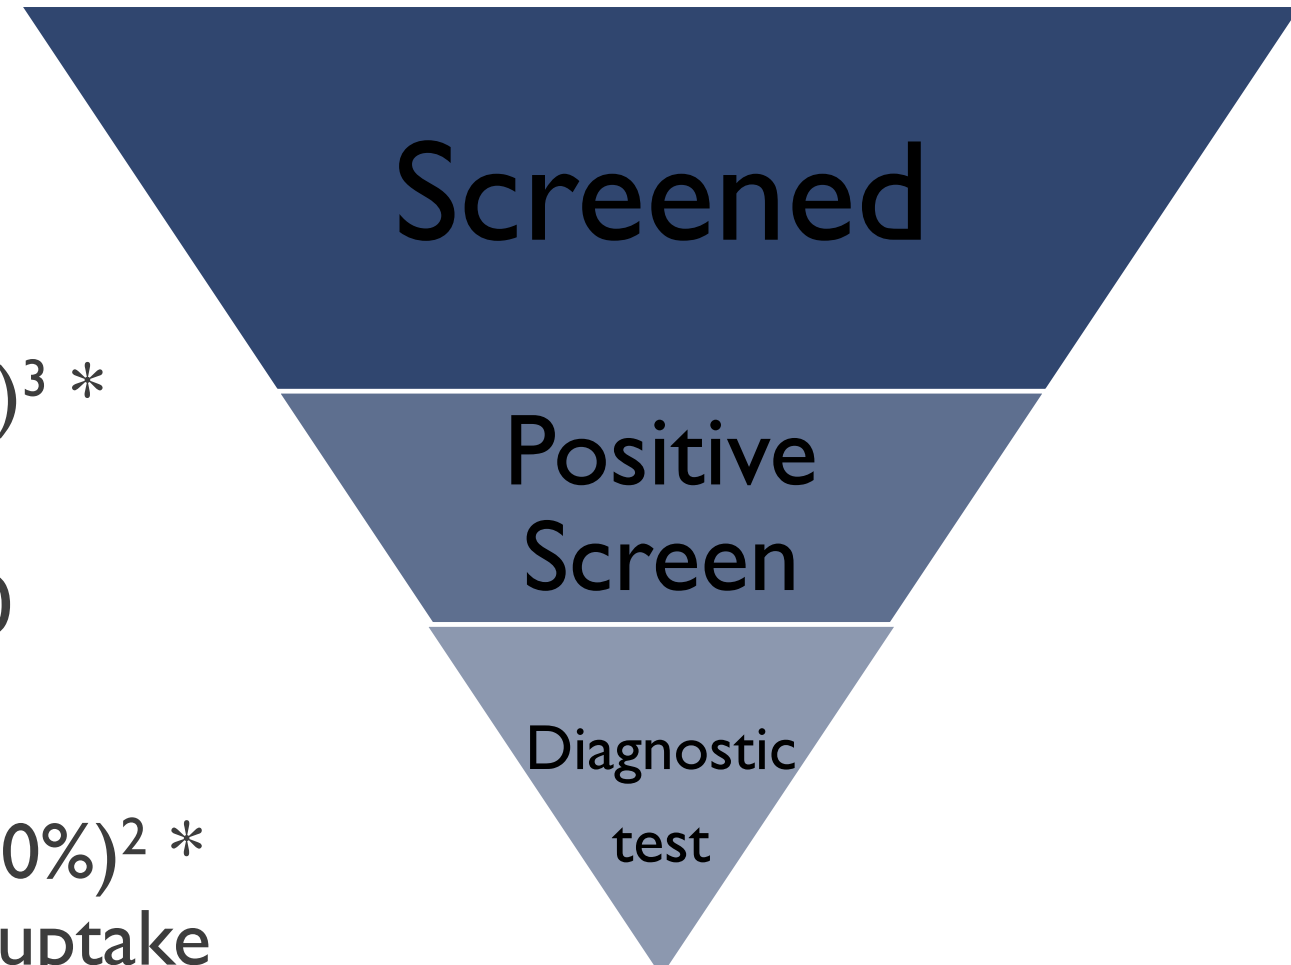 Screened
)3 *
Positive
Screen
)
Diagnostic
test
0%)2 *
uptake